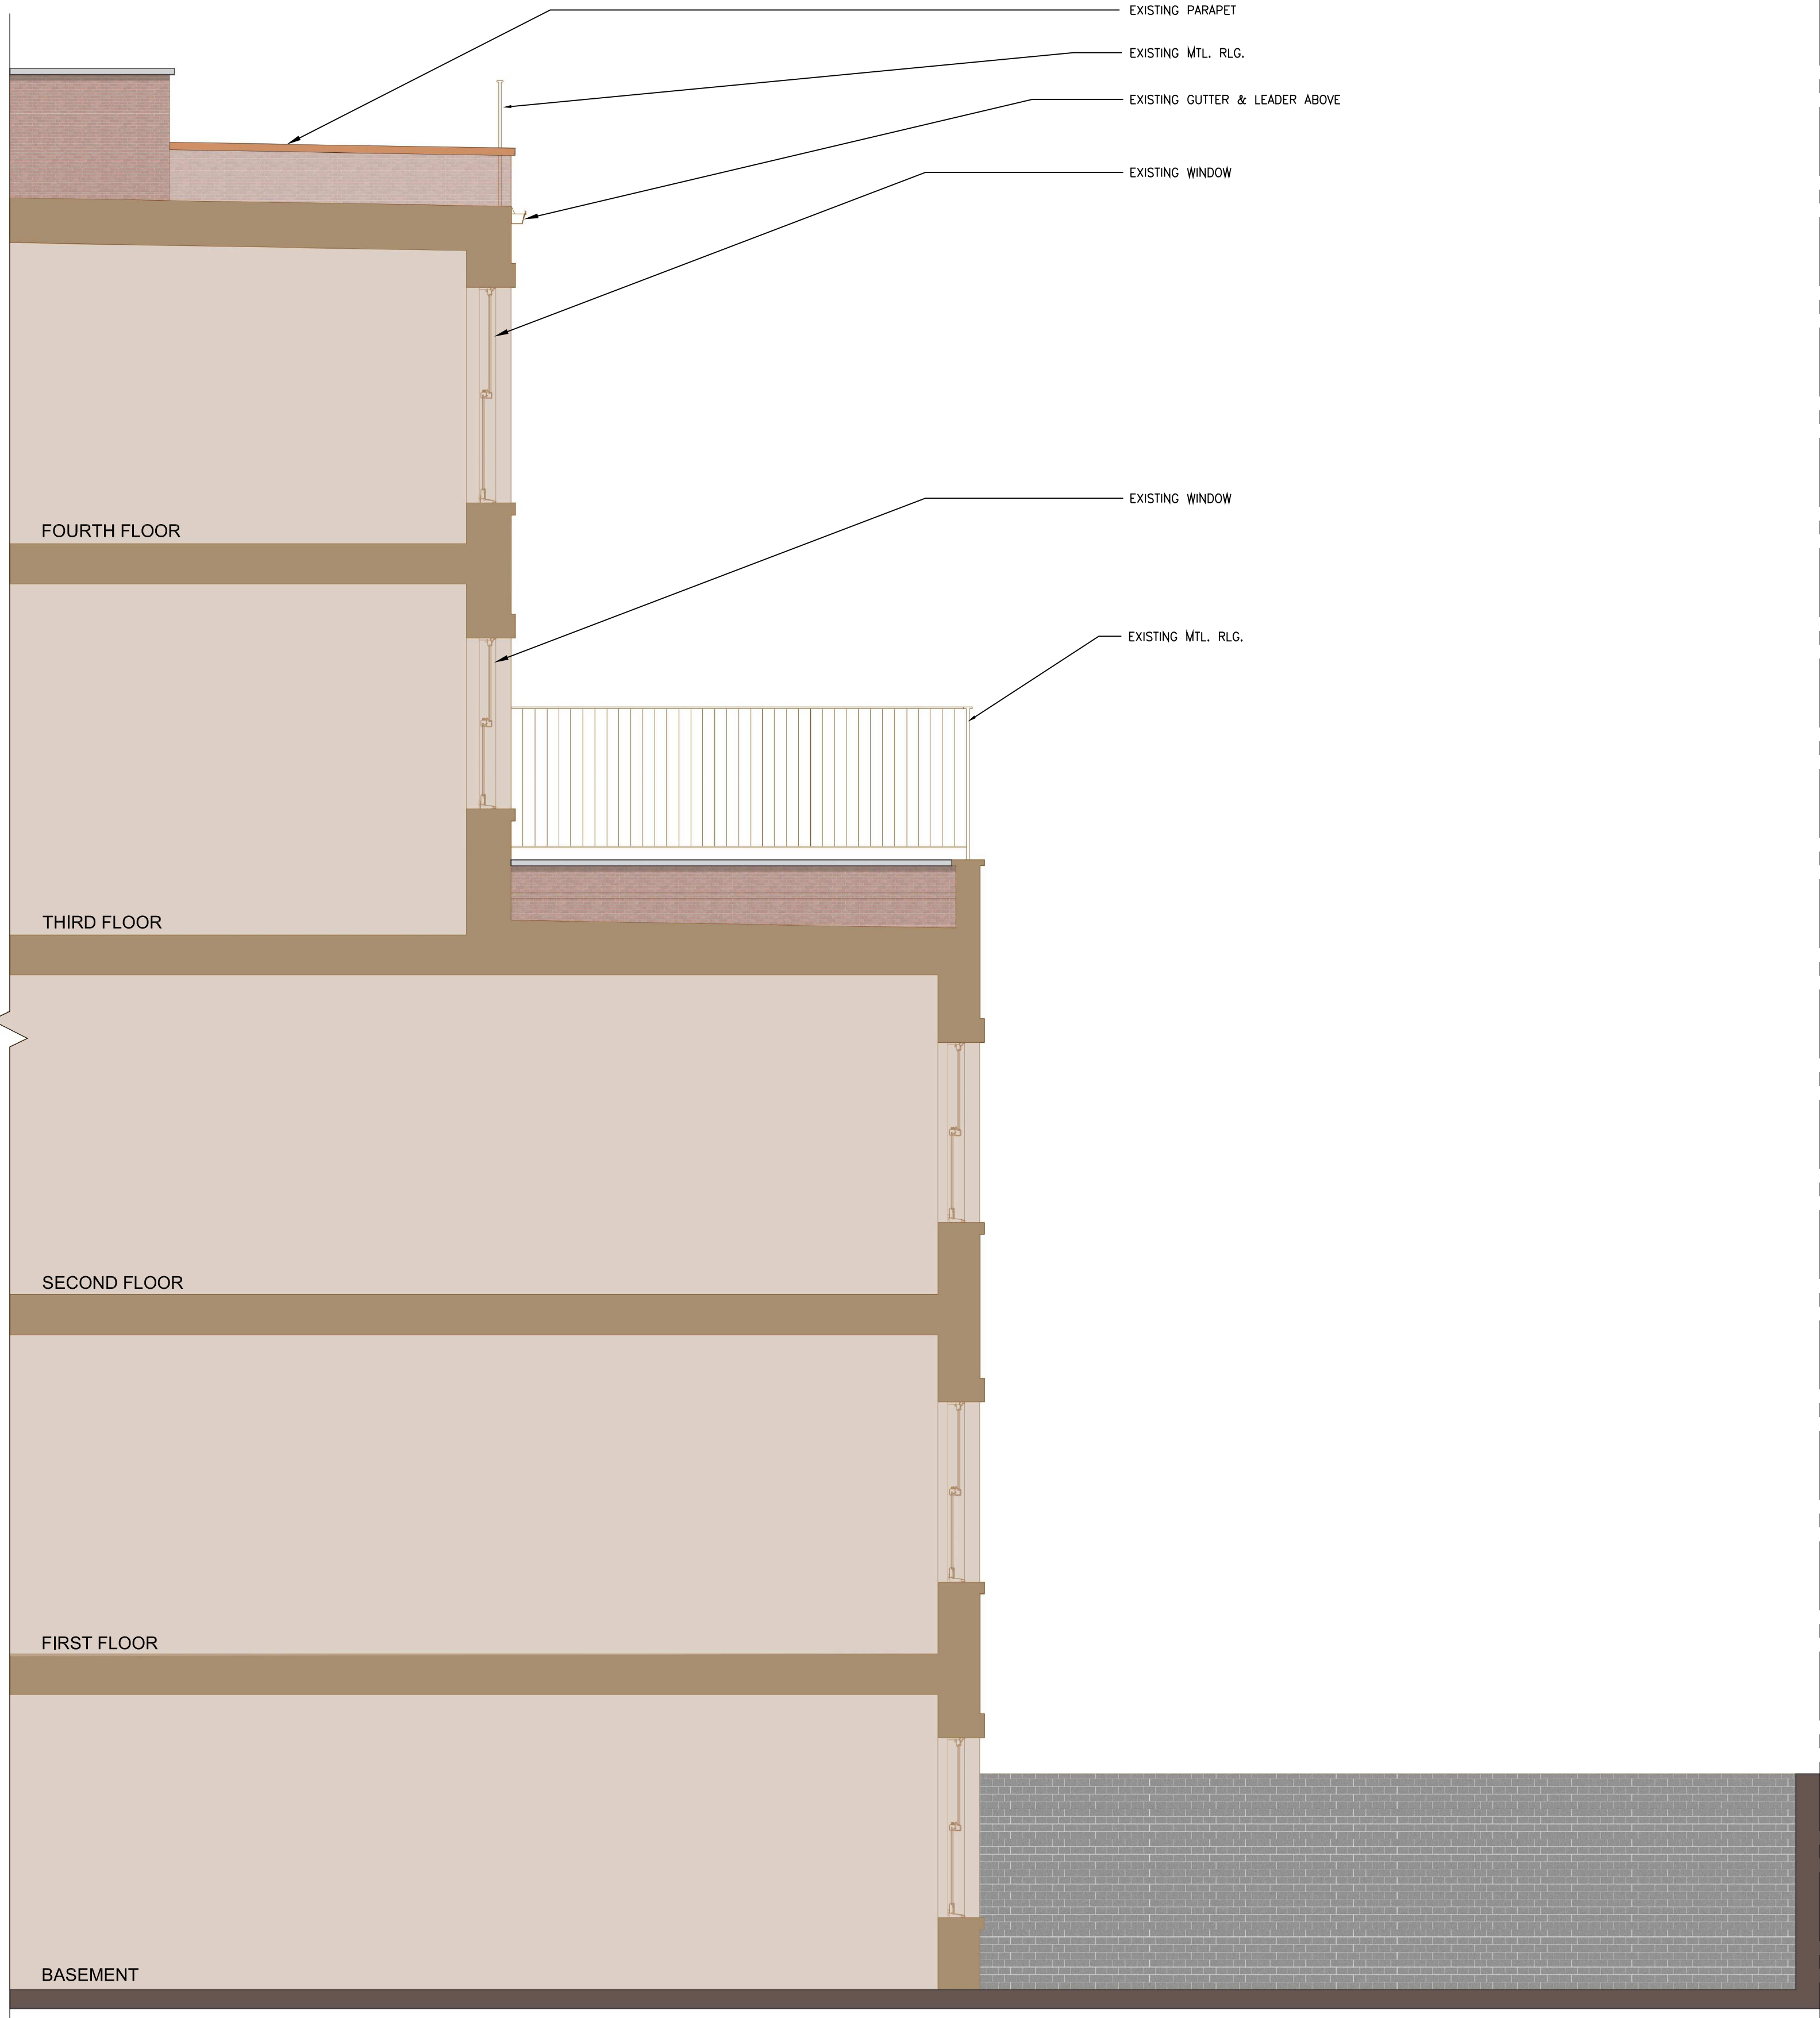 EXISTING PARAPET
EXISTING MTL. RLG.
EXISTING GUTTER & LEADER ABOVE
EXISTING WINDOW
EXISTING WINDOW
FOURTH FLOOR
EXISTING MTL. RLG.
THIRD FLOOR
SECOND FLOOR
FIRST FLOOR
BASEMENT